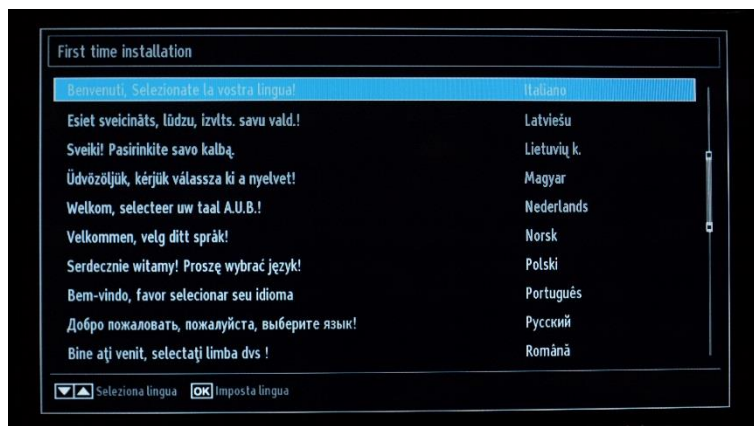 First time installation
Benvenuti, Selezionate la vostra lingua! Italiano
Esiet sveicināts, lūdzu, izvlts. savu vald.! Latviešu
Sveiki! Pasirinkite savo kalbą. Lietuvių k.
Üdvözöljük, kérjük válassza ki a nyelvet! Magyar
Welkom, selecteer uw taal A.U.B.! Nederlands
Velkommen, velg ditt språk! Norsk
Serdecznie witamy! Proszę wybrać język! Polski
Bem-vindo, favor selecionar seu idioma Português
Добро пожаловать, пожалуйста, выберите язык! Русский
Bine aţi venit, selectaţi limba dvs ! Română
Seleziona lingua OK Imposta lingua